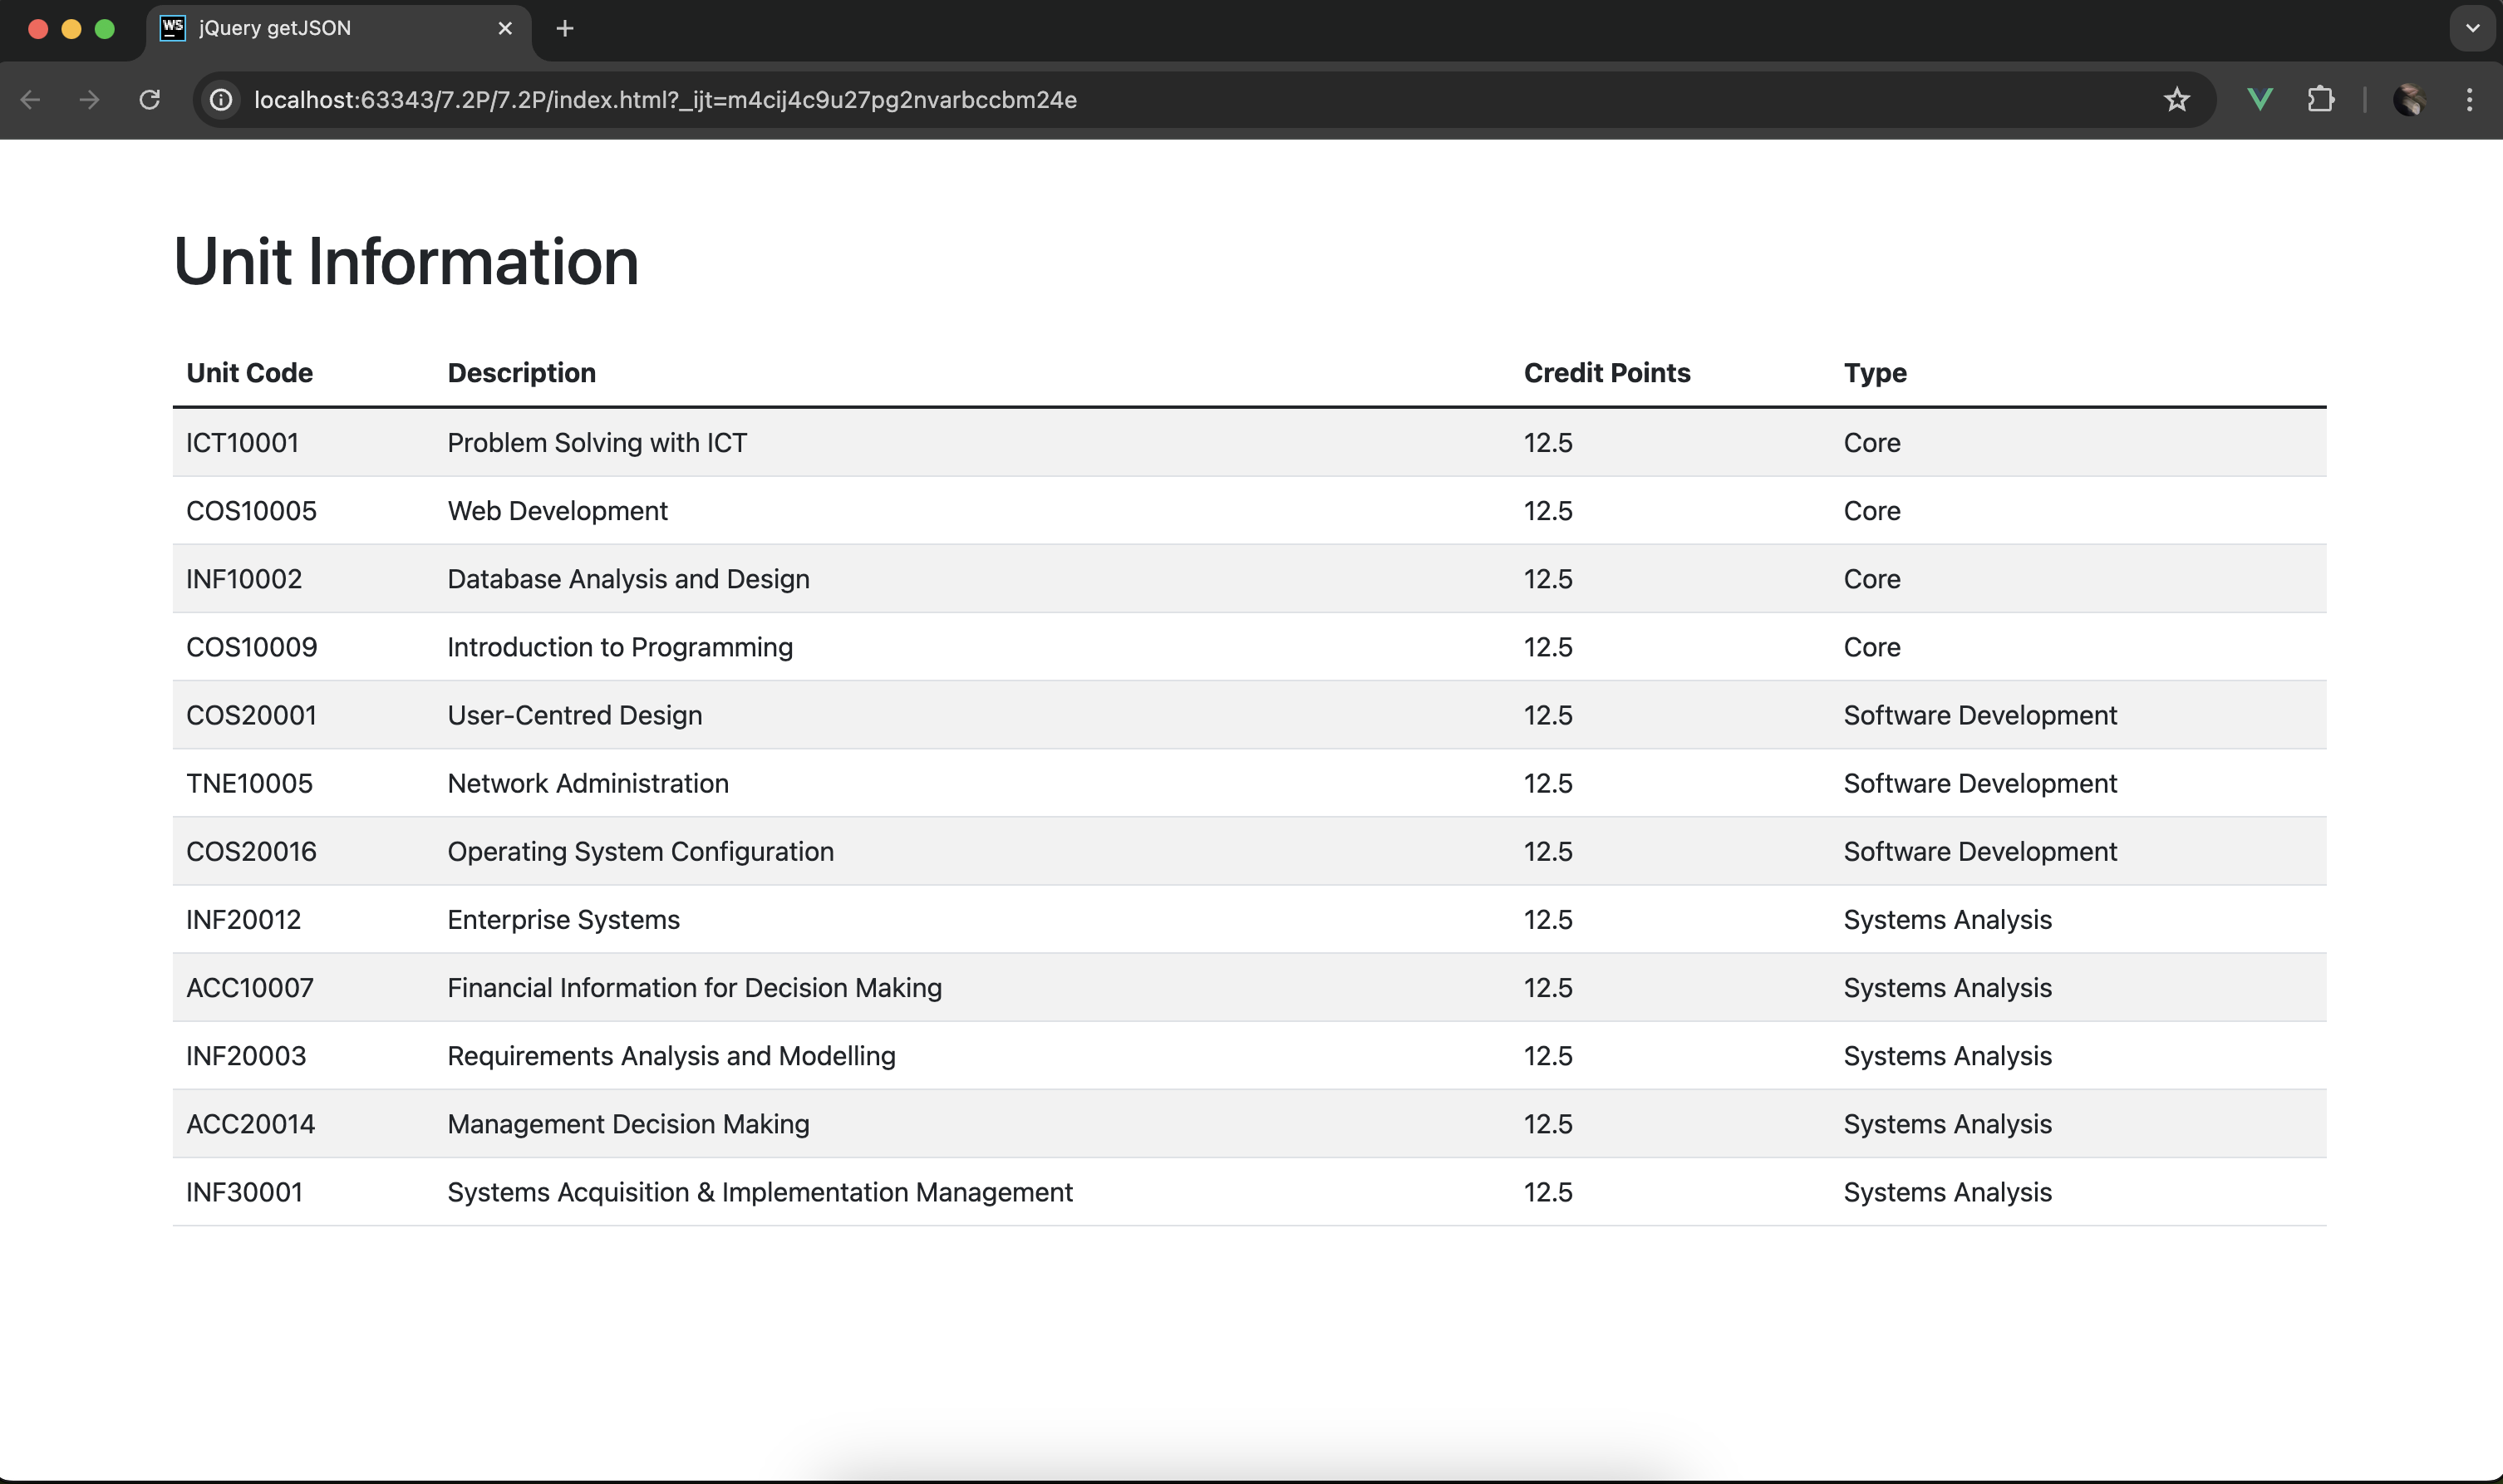 WS jQuery getJSON
localhost:63343/7.2P/7.2P/index.html?_ijt=m4cij4c9u27pg2nvarbccbm24e
Unit Information
Unit Code Description Credit Points Type
ICT10001 Problem Solving with ICT 12.5 Core
COS10005 Web Development 12.5 Core
INF10002 Database Analysis and Design 12.5 Core
COS10009 Introduction to Programming 12.5 Core
COS20001 User-Centred Design 12.5 Software Development
TNE10005 Network Administration 12.5 Software Development
COS20016 Operating System Configuration 12.5 Software Development
INF20012 Enterprise Systems 12.5 Systems Analysis
ACC10007 Financial Information for Decision Making 12.5 Systems Analysis
INF20003 Requirements Analysis and Modelling 12.5 Systems Analysis
ACC20014 Management Decision Making 12.5 Systems Analysis
INF30001 Systems Acquisition & Implementation Management 12.5 Systems Analysis